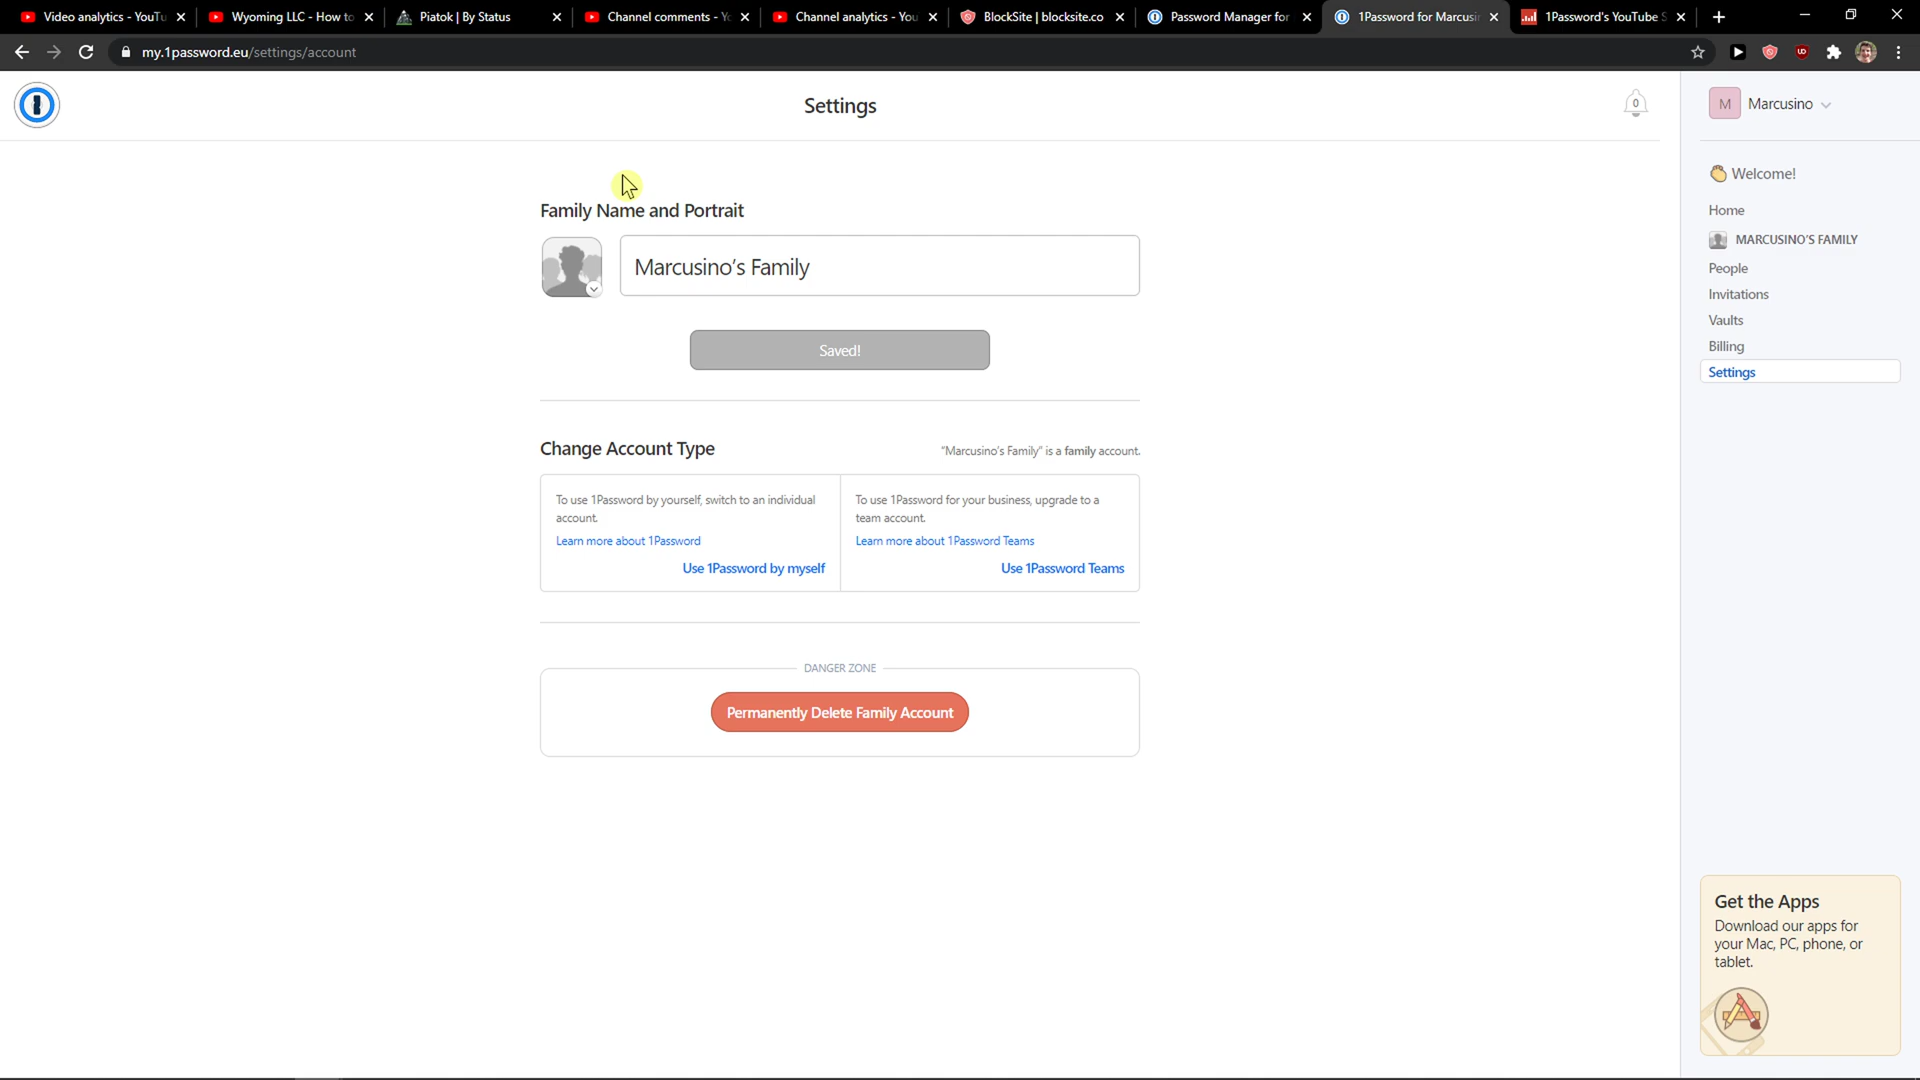 Video analytics - YouTu
Wyoming LLC - How to
Piatok | By Status
Channel comments - Yo
Channel analytics - You
BlockSite | blocksite.co
Password Manager for
1Password for Marcusin
1Password's YouTube S
my.1password.eu/settings/account
Settings
0
M
Marcusino
Welcome!
Home
MARCUSINO'S FAMILY
People
Invitations
Vaults
Billing
Settings
Family Name and Portrait
Marcusino's Family
Saved!
Change Account Type
"Marcusino's Family" is a family account.
To use 1Password by yourself, switch to an individual
account.
Learn more about 1Password
Use 1Password by myself
To use 1Password for your business, upgrade to a
team account.
Learn more about 1Password Teams
Use 1Password Teams
DANGER ZONE
Permanently Delete Family Account
Get the Apps
Download our apps for
your Mac, PC, phone, or
tablet.